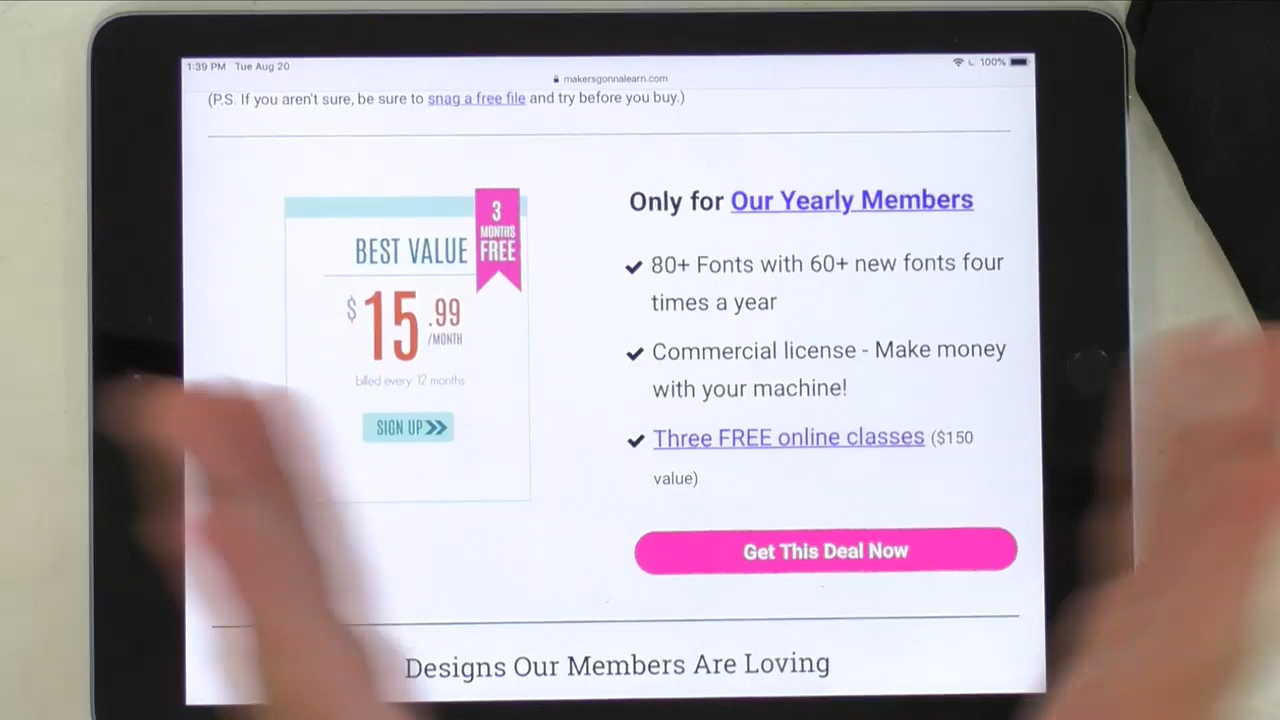 1:39 PM Tue Aug 20
100%
makersgonnalearn.com
(P.S. If you aren't sure, be sure to snag a free file and try before you buy.)
3
MONTHS
FREE
BEST VALUE
$15.99
/MONTH
billed every 12 months
SIGN UP
Only for Our Yearly Members
80+ Fonts with 60+ new fonts four
times a year
Commercial license - Make money
with your machine!
Three FREE online classes ($150
value)
Get This Deal Now
Designs Our Members Are Loving